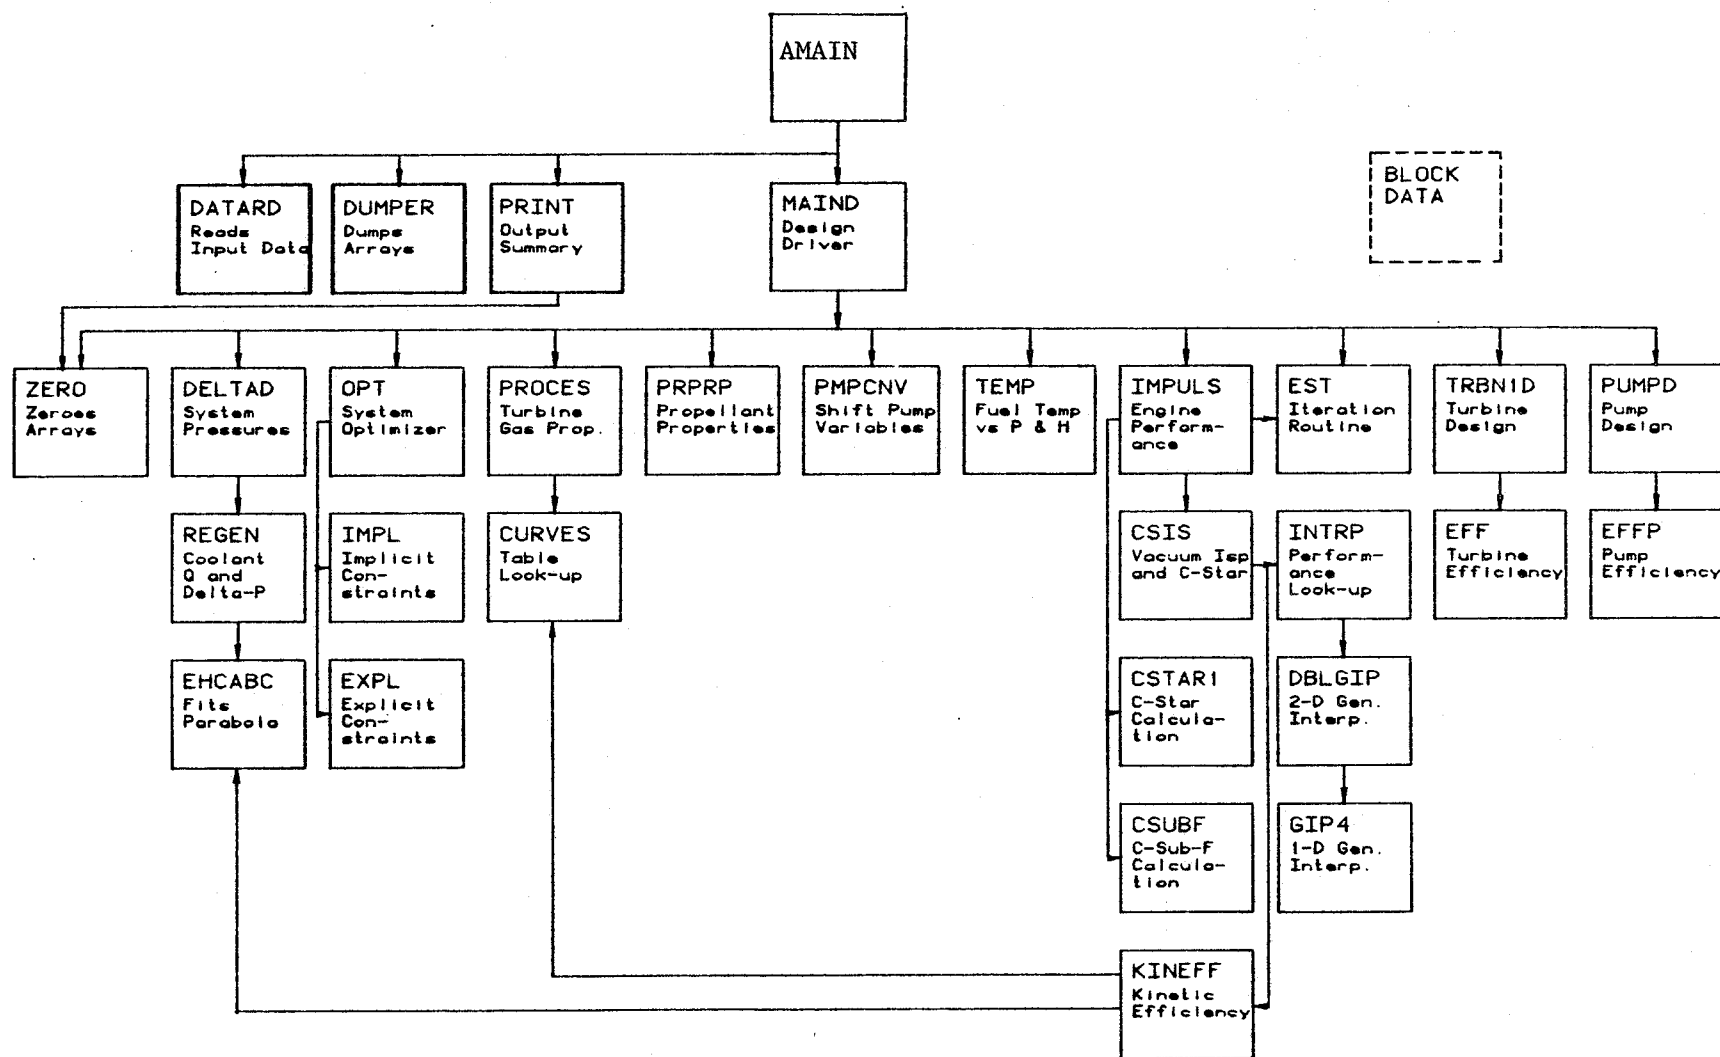 AMAIN
BLOCK
DATA
DATARD
Reads
Input Data
DUMPER
Dumps
Arrays
PRINT
Output
Summary
MAIND
Design
Driver
ZERO
Zeroes
Arrays
DELTAD
System
Pressures
OPT
System
Optimizer
PROCES
Turbine
Gas Prop.
PRPRP
Propellant
Properties
PMPCNV
Shift Pump
Variables
TEMP
Fuel Temp
vs P & H
IMPULS
Engine
Perform-
ance
EST
Iteration
Routine
TRBN1D
Turbine
Design
PUMPD
Pump
Design
REGEN
Coolant
Q and
Delta-P
IMPL
Implicit
Con-
straints
CURVES
Table
Look-up
CSIS
Vacuum Isp
and C-Star
INTRP
Perform-
ance
Look-up
EFF
Turbine
Efficiency
EFFP
Pump
Efficiency
EHCABC
Fits
Parabola
EXPL
Explicit
Con-
straints
CSTAR1
C-Star
Calcula-
tion
DBLGIP
2-D Gen.
Interp.
CSUBF
C-Sub-F
Calcula-
tion
GIP4
1-D Gen.
Interp.
KINEFF
Kinetic
Efficiency